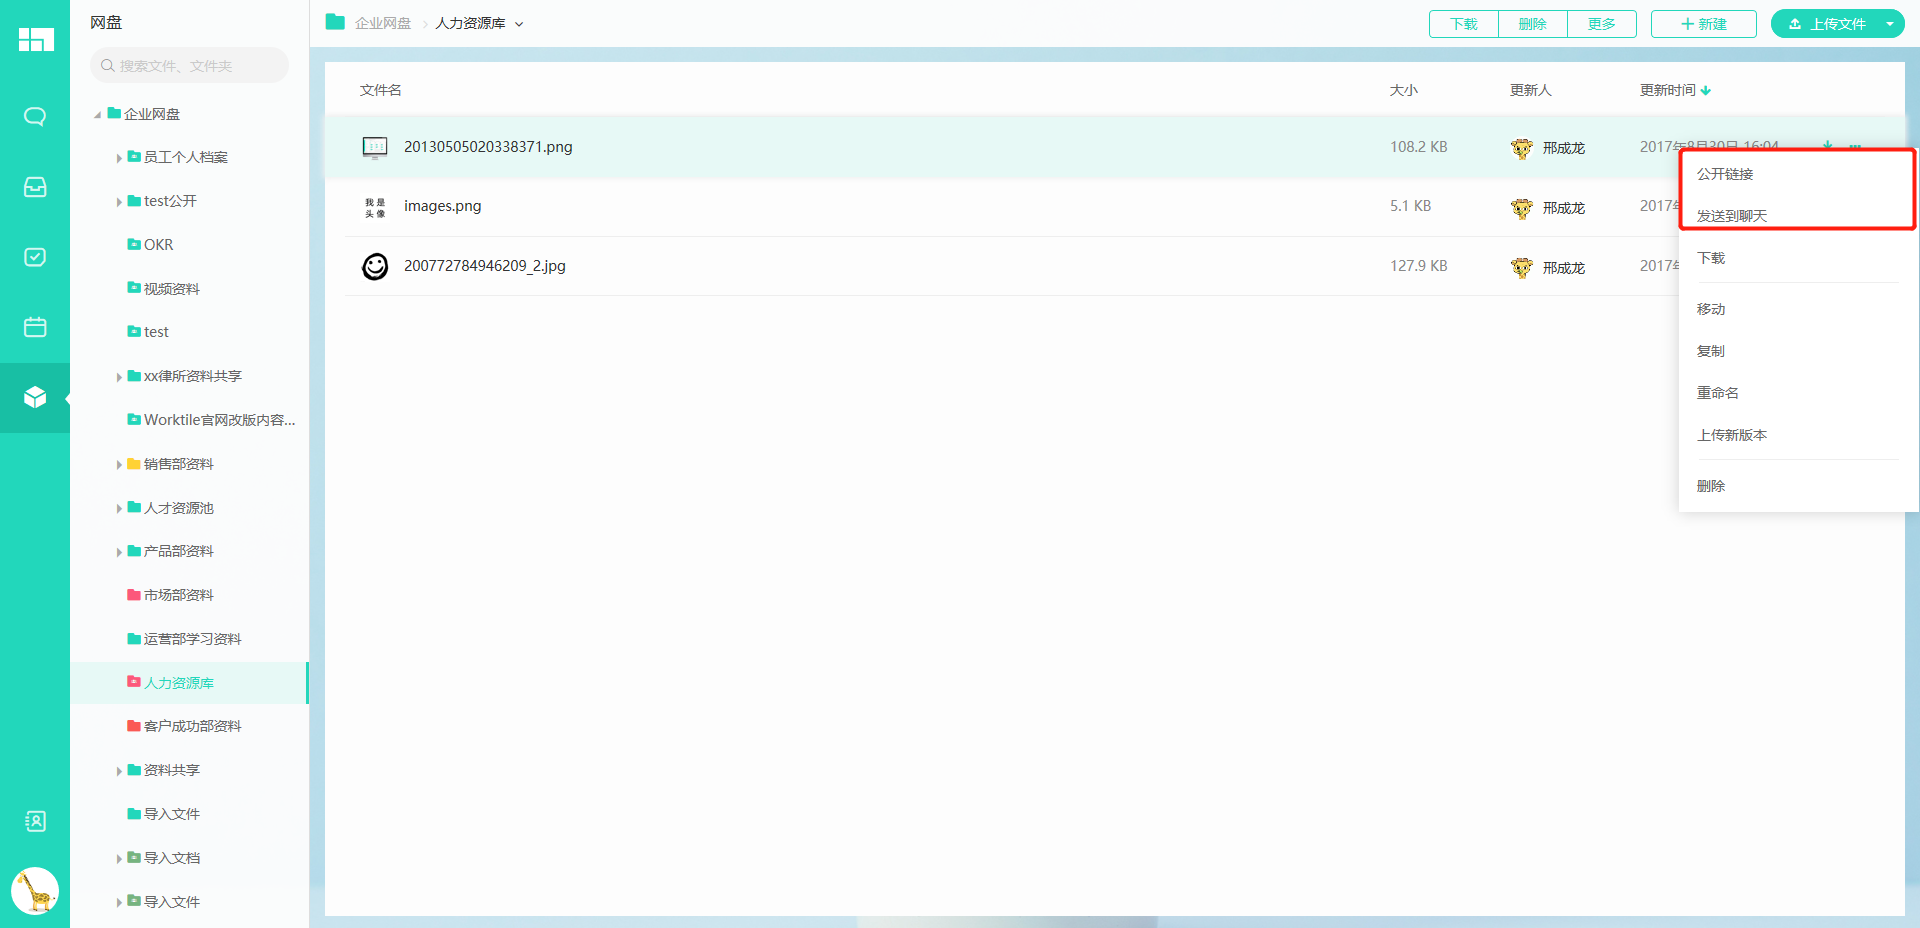 网盘
搜索文件、文件夹
企业网盘
员工个人档案
test公开
OKR
视频资料
test
xx律所资料共享
Worktile官网改版内容...
销售部资料
人才资源池
产品部资料
市场部资料
运营部学习资料
人力资源库
客户成功部资料
资料共享
导入文件
导入文档
导入文件
企业网盘 人力资源库
下载 删除 更多 新建 上传文件
文件名 大小 更新人 更新时间
20130505020338371.png 108.2 KB 邢成龙 2017年8月30日 16:04
我是
头像
images.png 5.1 KB 邢成龙 2017
200772784946209_2.jpg 127.9 KB 邢成龙 2017
公开链接
发送到聊天
下载
移动
复制
重命名
上传新版本
删除